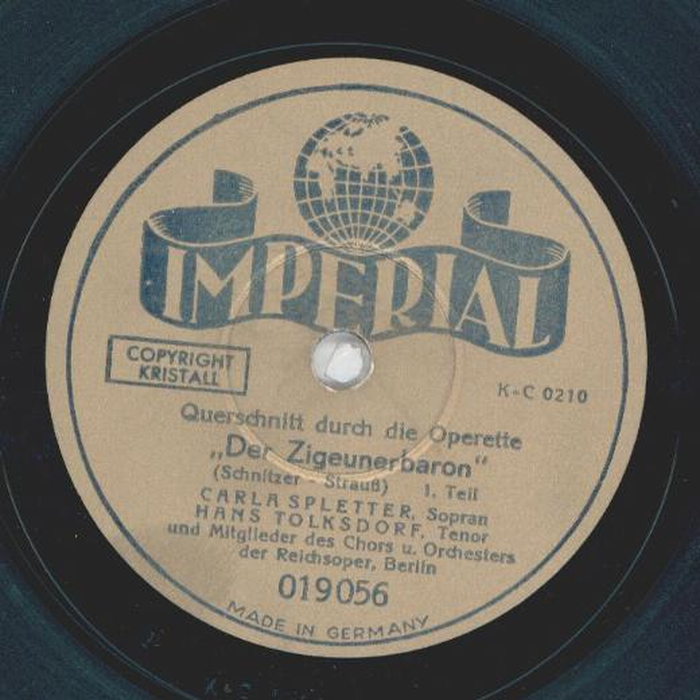 IMPERIAL
COPYRIGHT
KRISTALL
K-C 0210
Querschnitt durch die Operette
„Der Zigeunerbaron“
(Schnitzer - Strauß) 1. Teil
CARLA SPLETTER, Sopran
HANS TOLKSDORF, Tenor
und Mitglieder des Chors u. Orchesters
der Reichsoper, Berlin
019056
MADE IN GERMANY